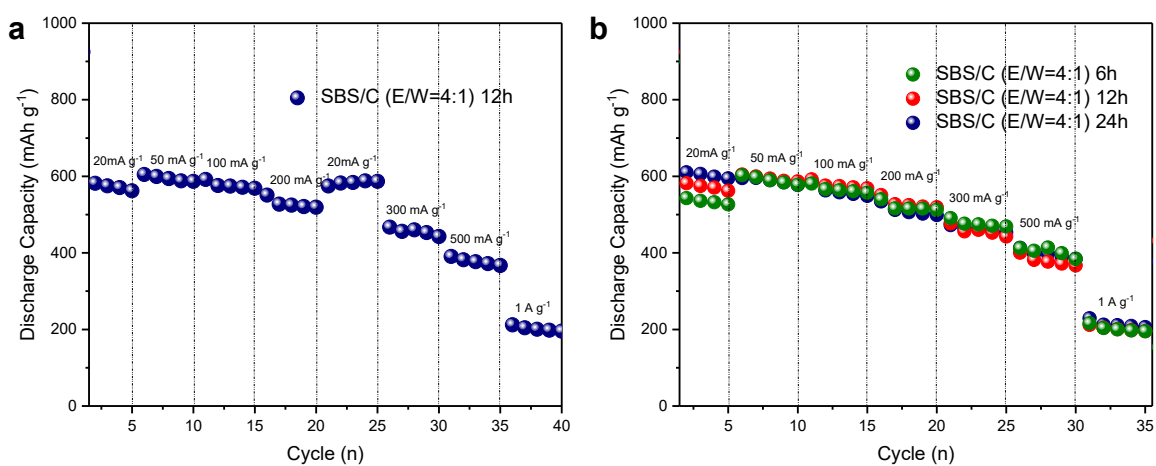 a
1000
800
600
400
200
0
Discharge Capacity (mAh g⁻¹)
SBS/C (E/W=4:1) 12h
20mA g⁻¹
50 mA g⁻¹
100 mA g⁻¹
200 mA g⁻¹
20mA g⁻¹
300 mA g⁻¹
500 mA g⁻¹
1 A g⁻¹
5 10 15 20 25 30 35 40
Cycle (n)
b
1000
800
600
400
200
0
Discharge Capacity (mAh g⁻¹)
SBS/C (E/W=4:1) 6h
SBS/C (E/W=4:1) 12h
SBS/C (E/W=4:1) 24h
20mA g⁻¹
50 mA g⁻¹
100 mA g⁻¹
200 mA g⁻¹
300 mA g⁻¹
500 mA g⁻¹
1 A g⁻¹
5 10 15 20 25 30 35
Cycle (n)